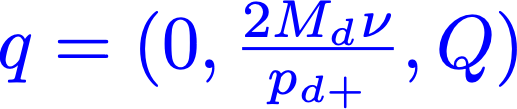 $q = (0, \frac{2M_d\nu}{p_{d+}}, Q)$